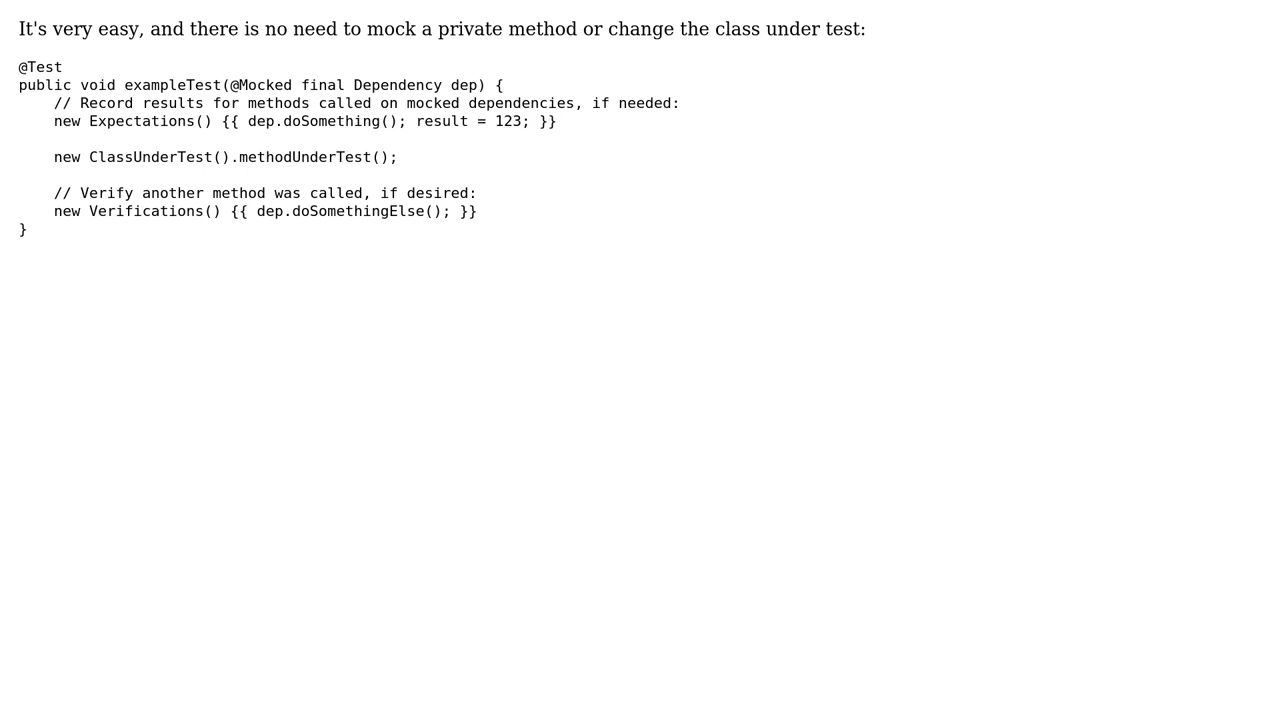 It's very easy, and there is no need to mock a private method or change the class under test:
@Test
public void exampleTest(@Mocked final Dependency dep) {
    // Record results for methods called on mocked dependencies, if needed:
    new Expectations() {{ dep.doSomething(); result = 123; }}

    new ClassUnderTest().methodUnderTest();

    // Verify another method was called, if desired:
    new Verifications() {{ dep.doSomethingElse(); }}
}